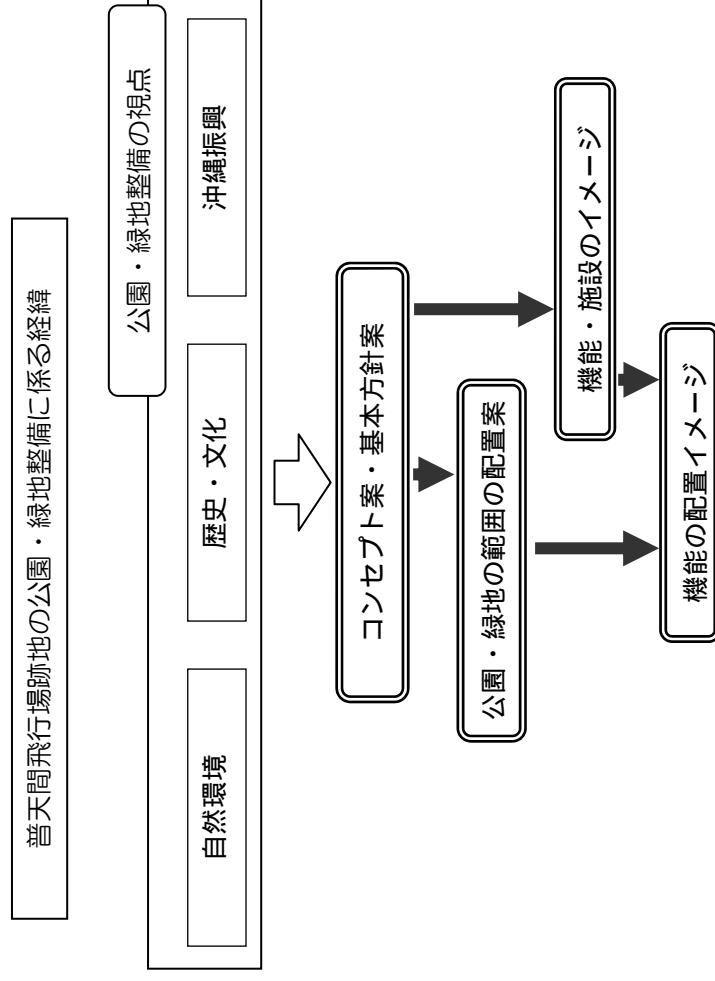 普天間飛行場跡地の公園・緑地整備に係る経緯
公園・緑地整備の視点
自然環境
歴史・文化
沖縄振興
コンセプト案・基本方針案
公園・緑地の範囲の配置案
機能・施設のイメージ
機能の配置イメージ